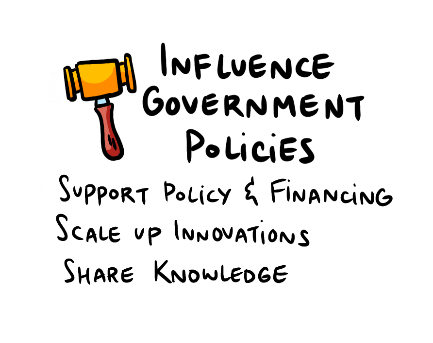 INFLUENCE
GOVERNMENT
POLICIES
SUPPORT POLICY & FINANCING
SCALE UP INNOVATIONS
SHARE KNOWLEDGE